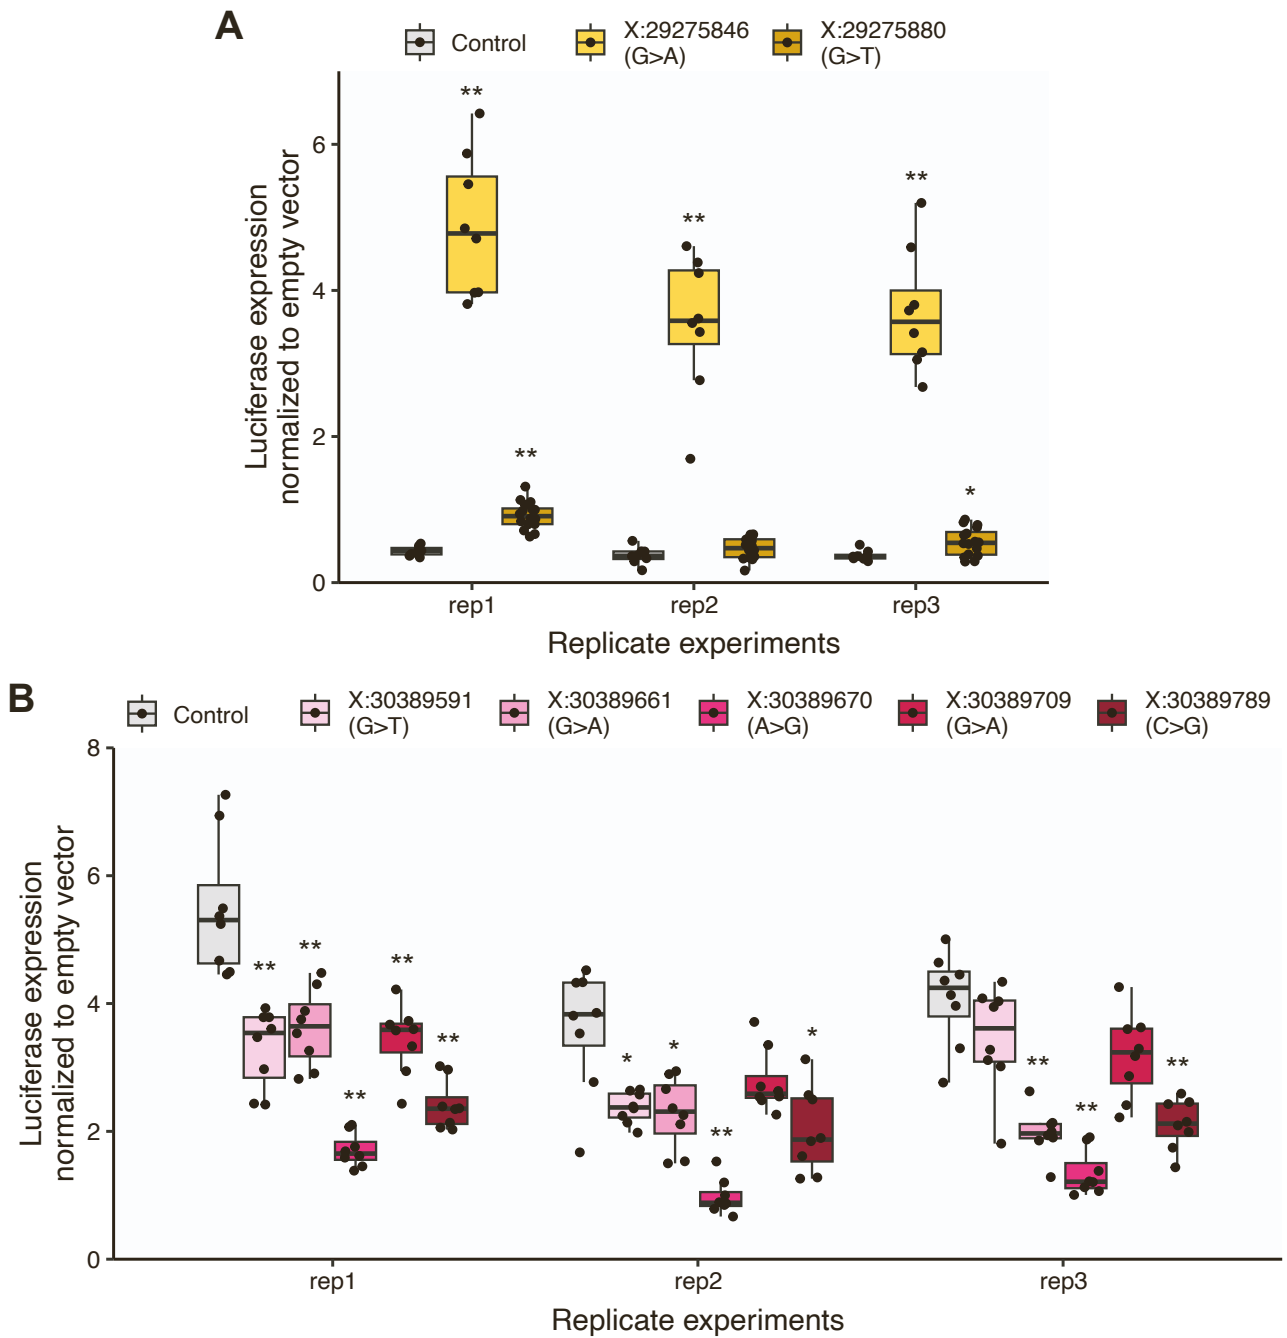 A
Control
X:29275846
(G>A)
X:29275880
(G>T)
Luciferase expression
normalized to empty vector
6
4
2
0
**
**
**
**
*
**
rep1
rep2
rep3
Replicate experiments
B
Control
X:30389591
(G>T)
X:30389661
(G>A)
X:30389670
(A>G)
X:30389709
(G>A)
X:30389789
(C>G)
Luciferase expression
normalized to empty vector
8
6
4
2
0
**
**
**
**
**
*
*
**
*
**
**
**
rep1
rep2
rep3
Replicate experiments